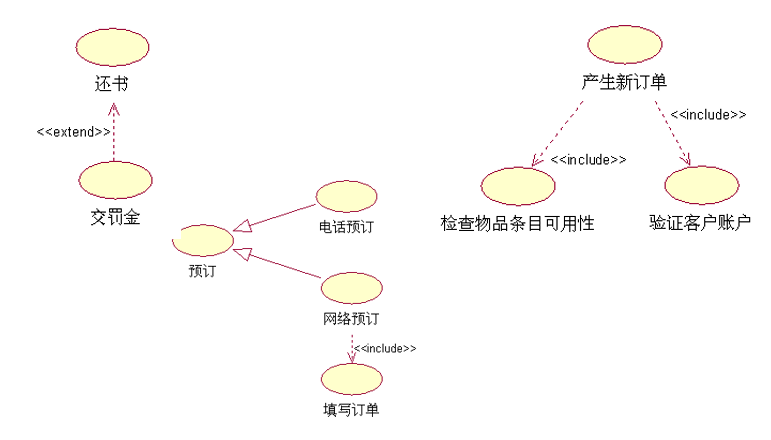 还书
<<extend>>
交罚金
预订
电话预订
网络预订
<<include>>
填写订单
产生新订单
<<include>>
<<include>>
检查物品条目可用性
验证客户账户